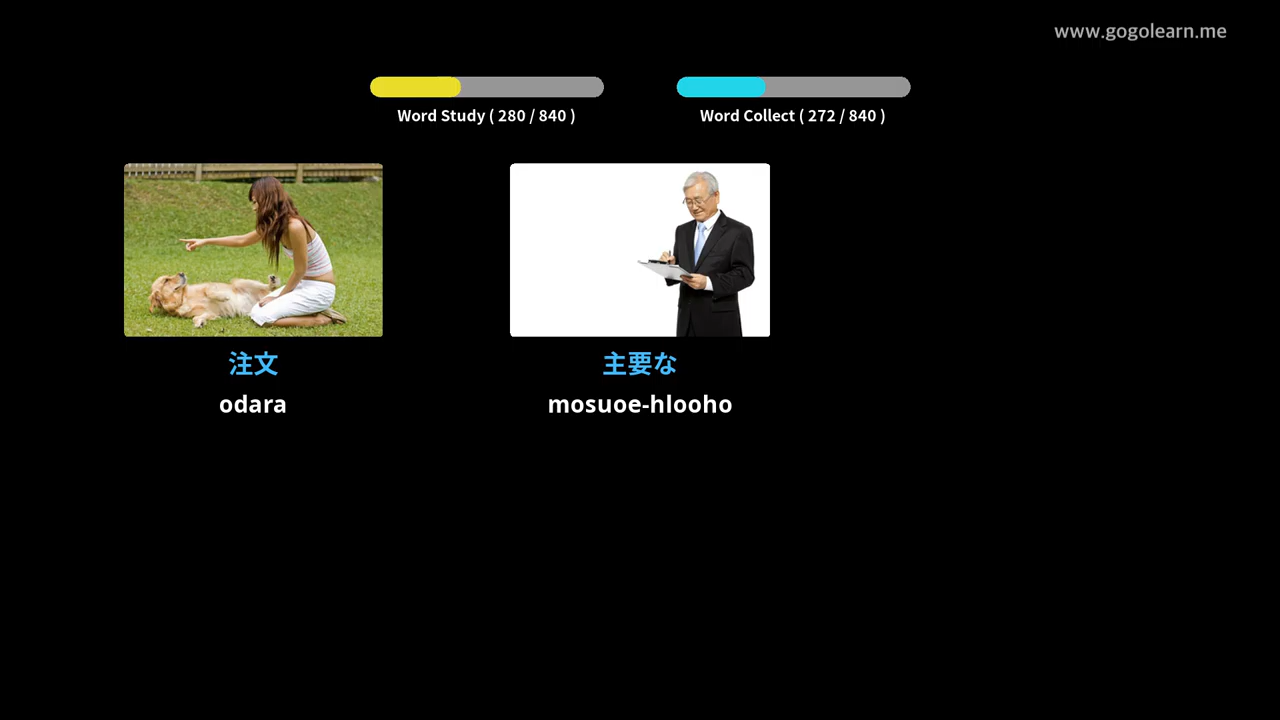 www.gogolearn.me
Word Study ( 280 / 840 )
Word Collect ( 272 / 840 )
注文
主要な
odara
mosuoe-hlooho